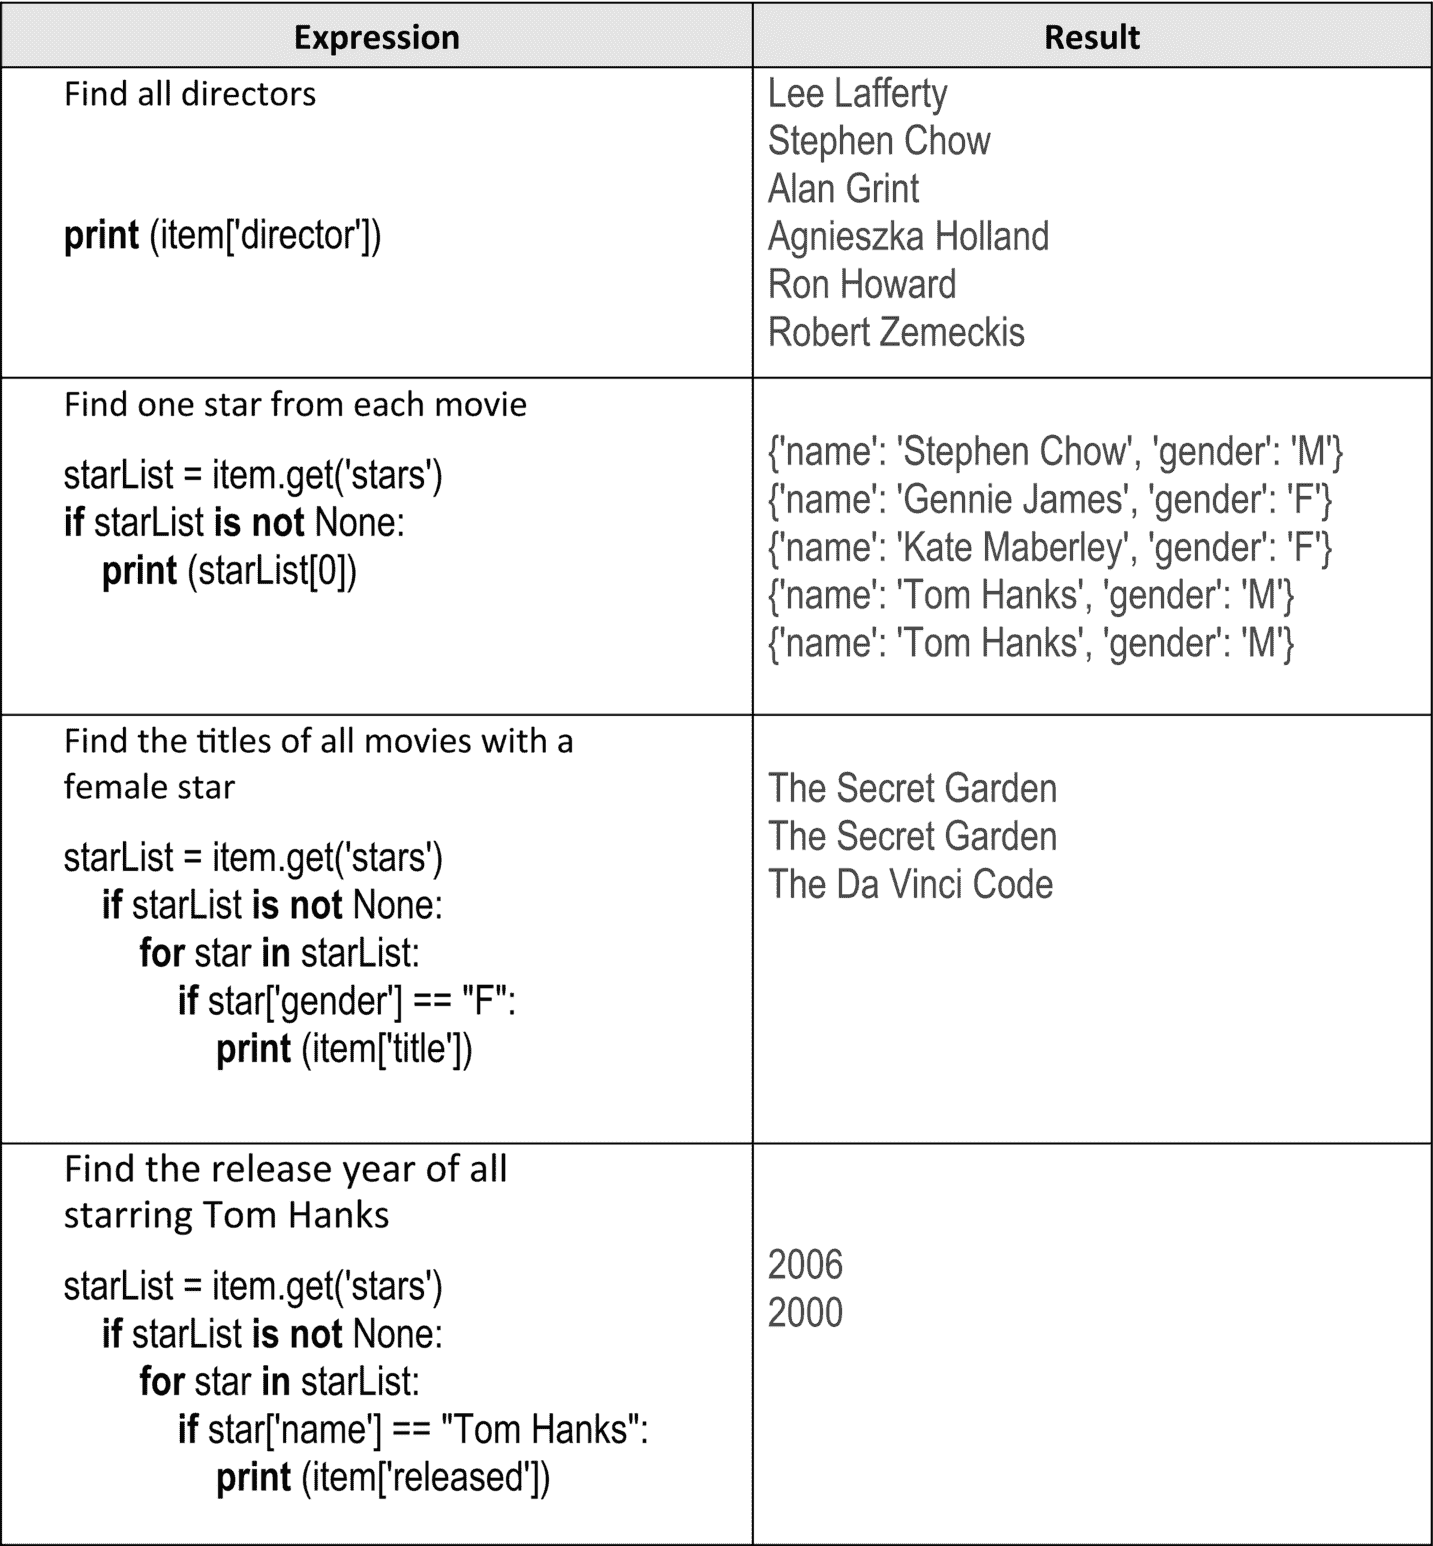 Expression
Result
Find all directors
print (item['director'])
Lee Lafferty
Stephen Chow
Alan Grint
Agnieszka Holland
Ron Howard
Robert Zemeckis
Find one star from each movie
starList = item.get('stars')
if starList is not None:
print (starList[0])
{'name': 'Stephen Chow', 'gender': 'M'}
{'name': 'Gennie James', 'gender': 'F'}
{'name': 'Kate Maberley', 'gender': 'F'}
{'name': 'Tom Hanks', 'gender': 'M'}
{'name': 'Tom Hanks', 'gender': 'M'}
Find the titles of all movies with a
female star
starList = item.get('stars')
if starList is not None:
for star in starList:
if star['gender'] == "F":
print (item['title'])
The Secret Garden
The Secret Garden
The Da Vinci Code
Find the release year of all
starring Tom Hanks
starList = item.get('stars')
if starList is not None:
for star in starList:
if star['name'] == "Tom Hanks":
print (item['released'])
2006
2000